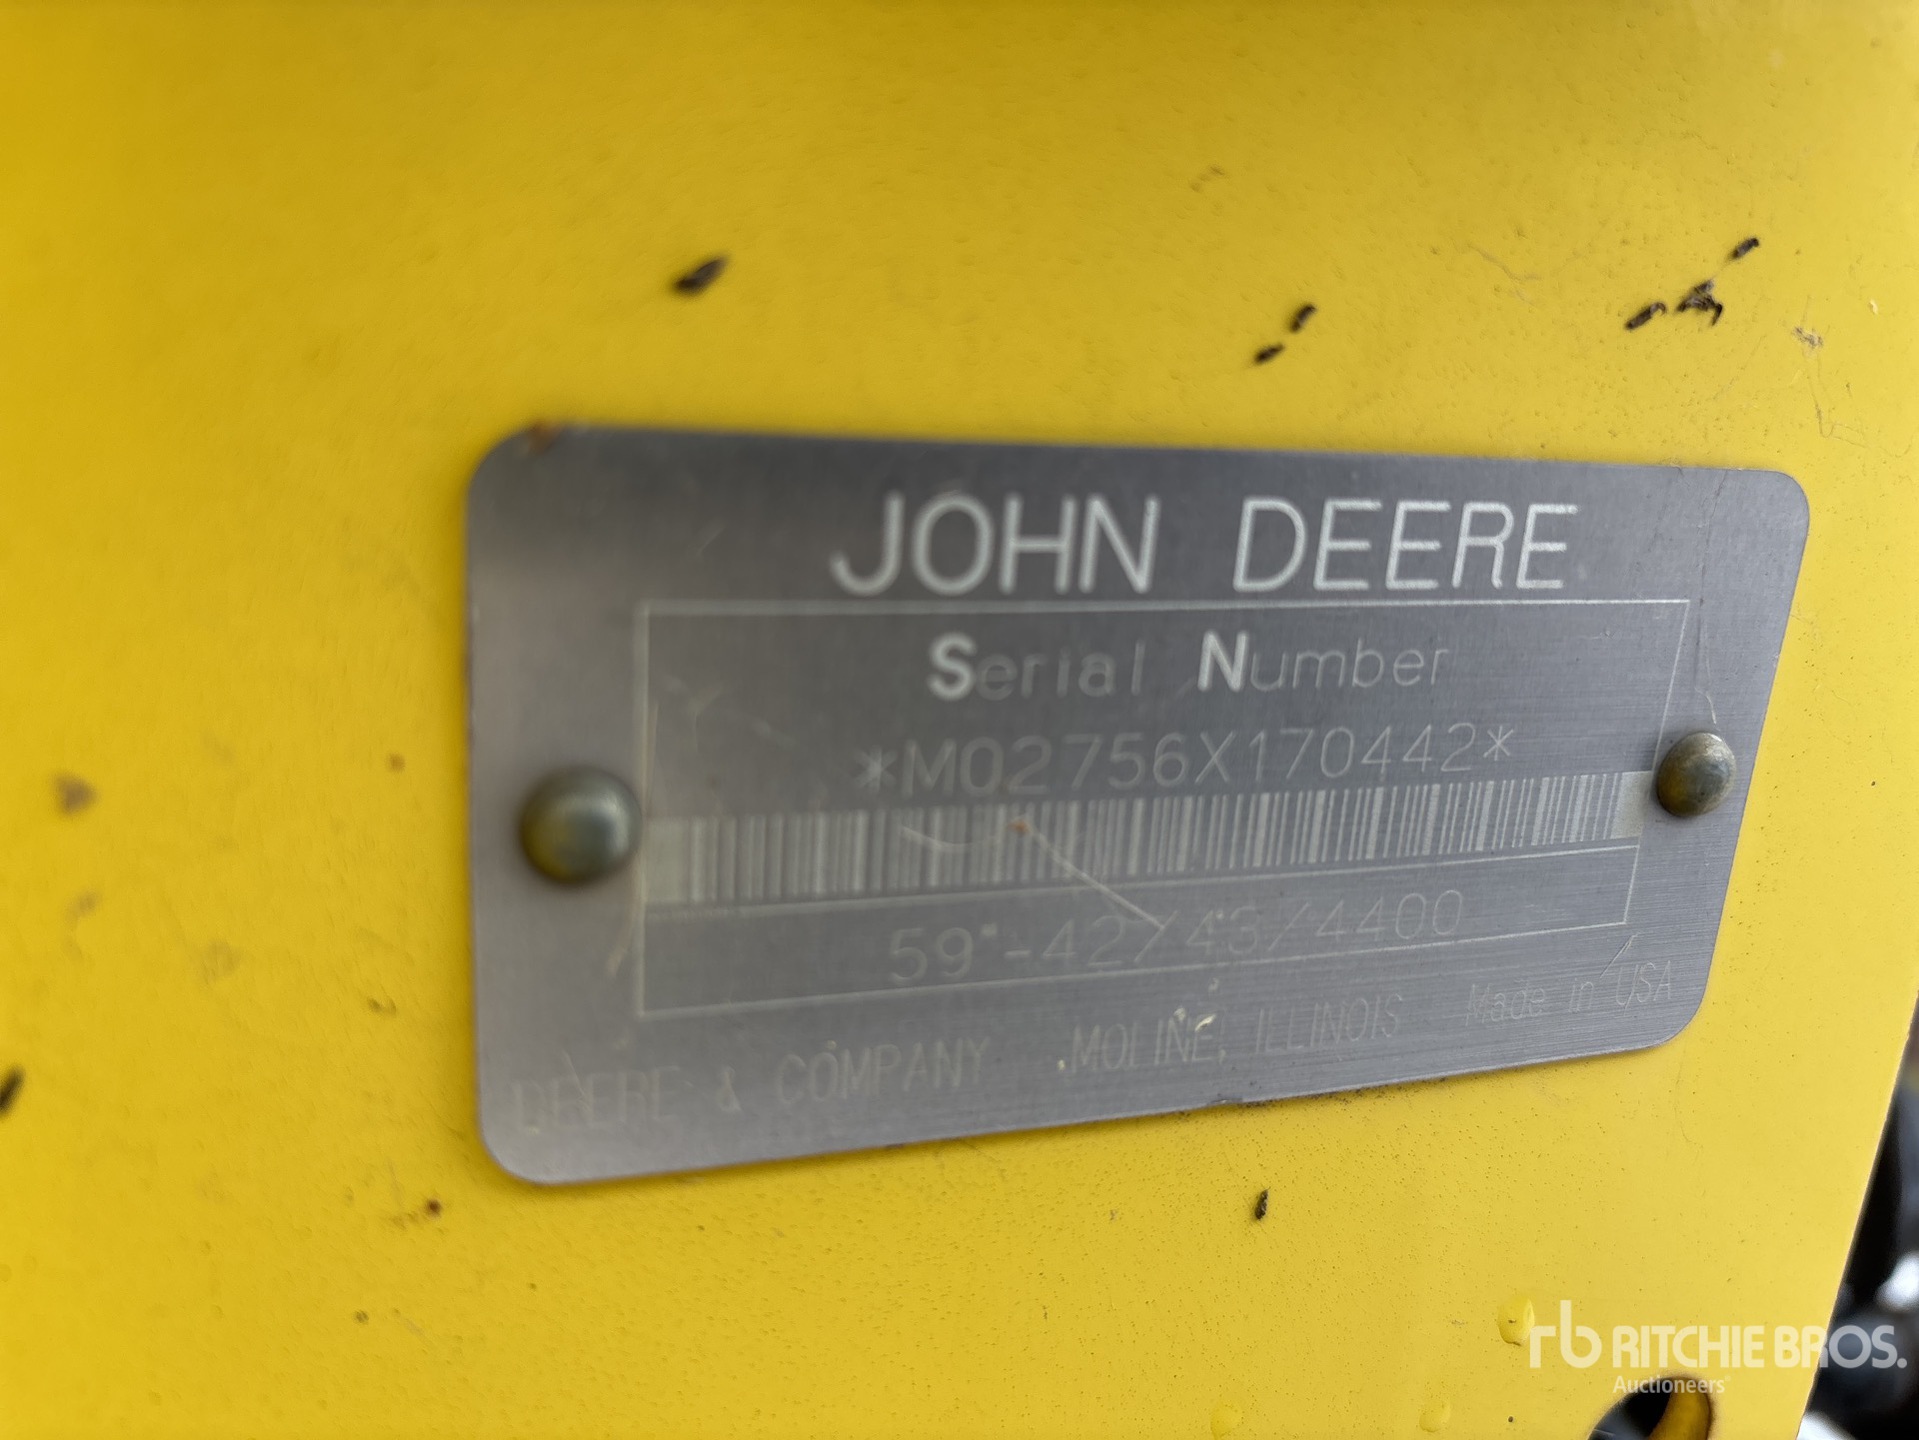 JOHN DEERE
Serial Number
*M02756X170442*
59"-42/43/4400
DEERE & COMPANY MOLINE, ILLINOIS Made in USA
rb RITCHIE BROS.
Auctioneers